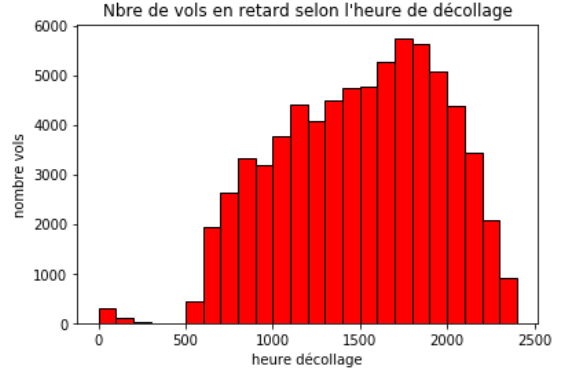 Nbre de vols en retard selon l'heure de décollage
6000
5000
4000
3000
2000
1000
0
nombre vols
0 500 1000 1500 2000 2500
heure décollage